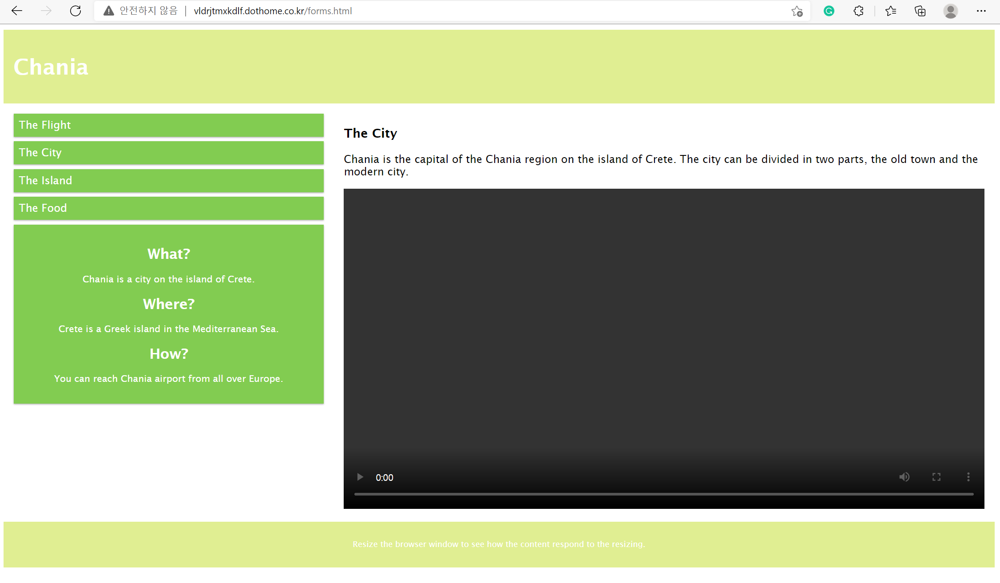 안전하지 않음 vldrjtmxkdlf.dothome.co.kr/forms.html
Chania
The Flight
The City
The Island
The Food
What?
Chania is a city on the island of Crete.
Where?
Crete is a Greek island in the Mediterranean Sea.
How?
You can reach Chania airport from all over Europe.
The City
Chania is the capital of the Chania region on the island of Crete. The city can be divided in two parts, the old town and the
modern city.
0:00
Resize the browser window to see how the content respond to the resizing.